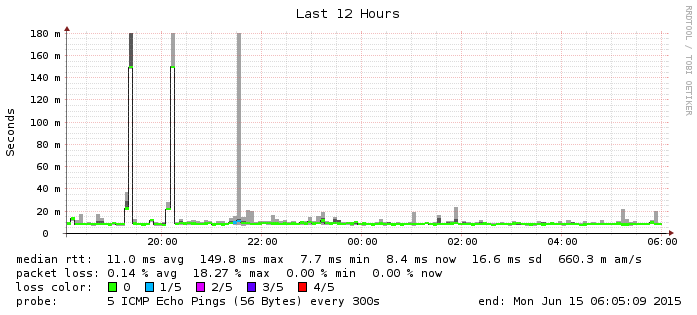 Last 12 Hours
RRDTOOL / TOBI OETIKER
Seconds
180 m
160 m
140 m
120 m
100 m
80 m
60 m
40 m
20 m
0
20:00 22:00 00:00 02:00 04:00 06:00
median rtt: 11.0 ms avg 149.8 ms max 7.7 ms min 8.4 ms now 16.6 ms sd 660.3 m am/s
packet loss: 0.14 % avg 18.27 % max 0.00 % min 0.00 % now
loss color: 0 1/5 2/5 3/5 4/5
probe: 5 ICMP Echo Pings (56 Bytes) every 300s end: Mon Jun 15 06:05:09 2015